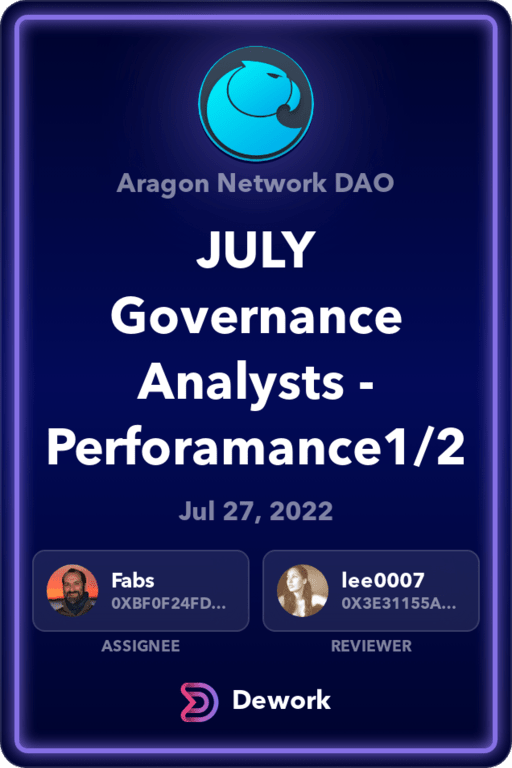 Aragon Network DAO
JULY
Governance
Analysts -
Perforamance1/2
Jul 27, 2022
Fabs
0XBF0F24FD...
ASSIGNEE
lee0007
0X3E31155A...
REVIEWER
Dework